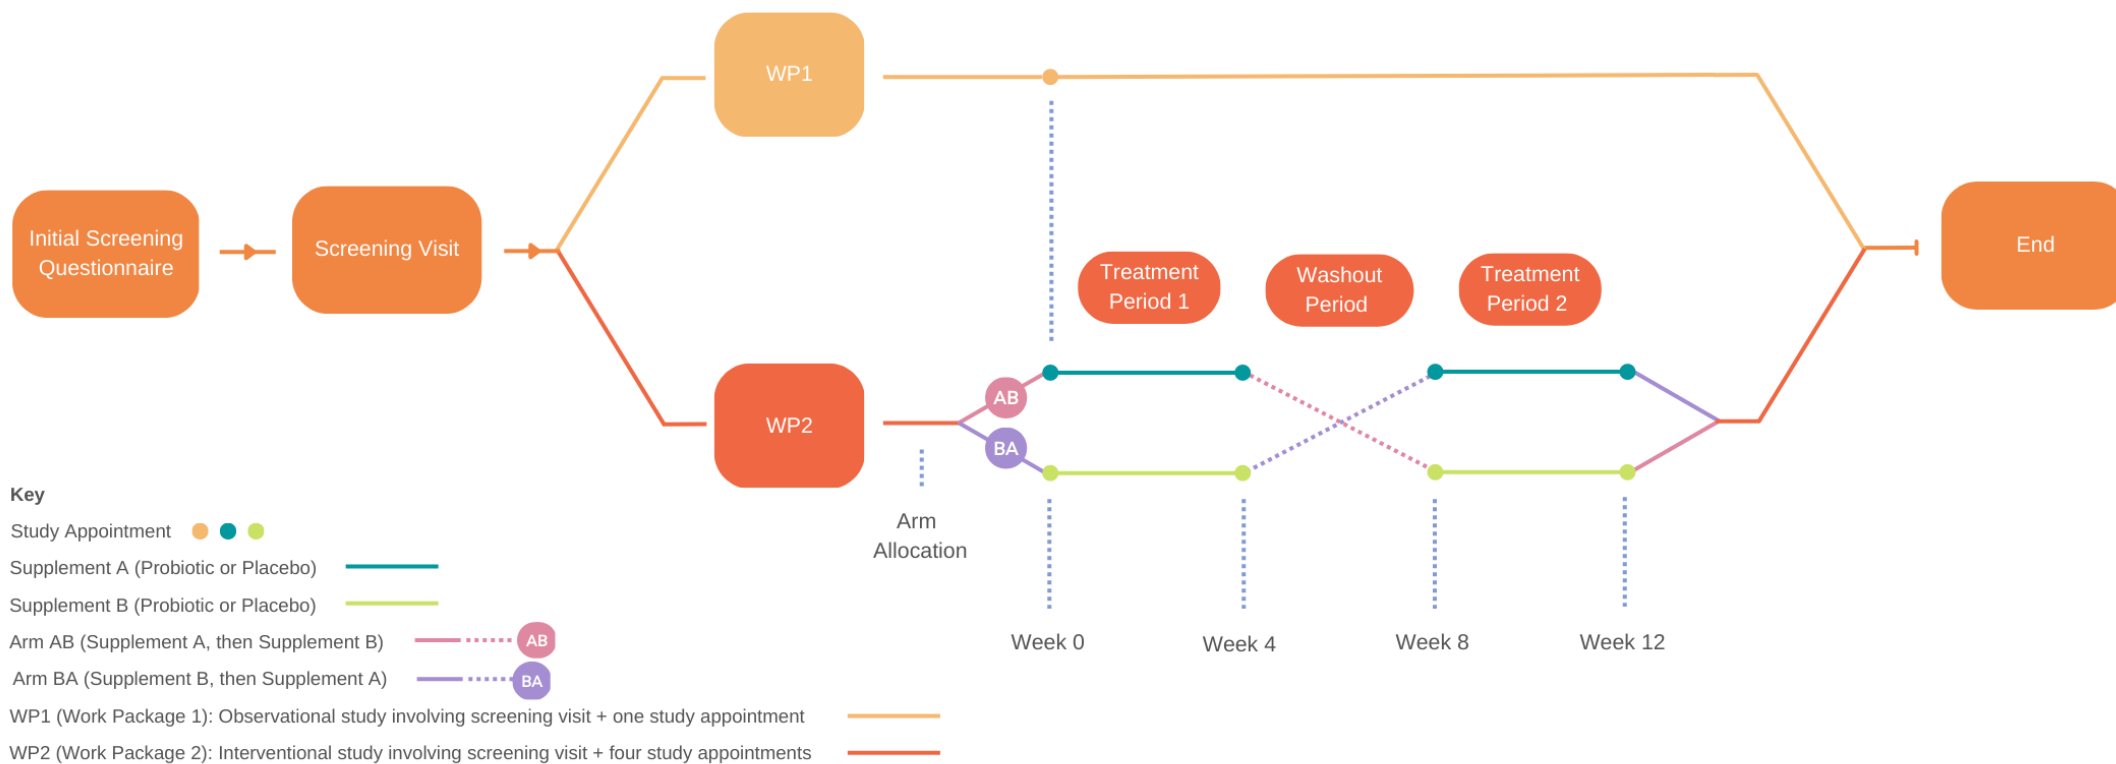 WP1
Initial Screening
Questionnaire
Screening Visit
End
Treatment
Period 1
Washout
Period
Treatment
Period 2
WP2
AB
BA
Arm
Allocation
Week 0
Week 4
Week 8
Week 12
Key
Study Appointment
Supplement A (Probiotic or Placebo)
Supplement B (Probiotic or Placebo)
Arm AB (Supplement A, then Supplement B)
AB
Arm BA (Supplement B, then Supplement A)
BA
WP1 (Work Package 1): Observational study involving screening visit + one study appointment
WP2 (Work Package 2): Interventional study involving screening visit + four study appointments